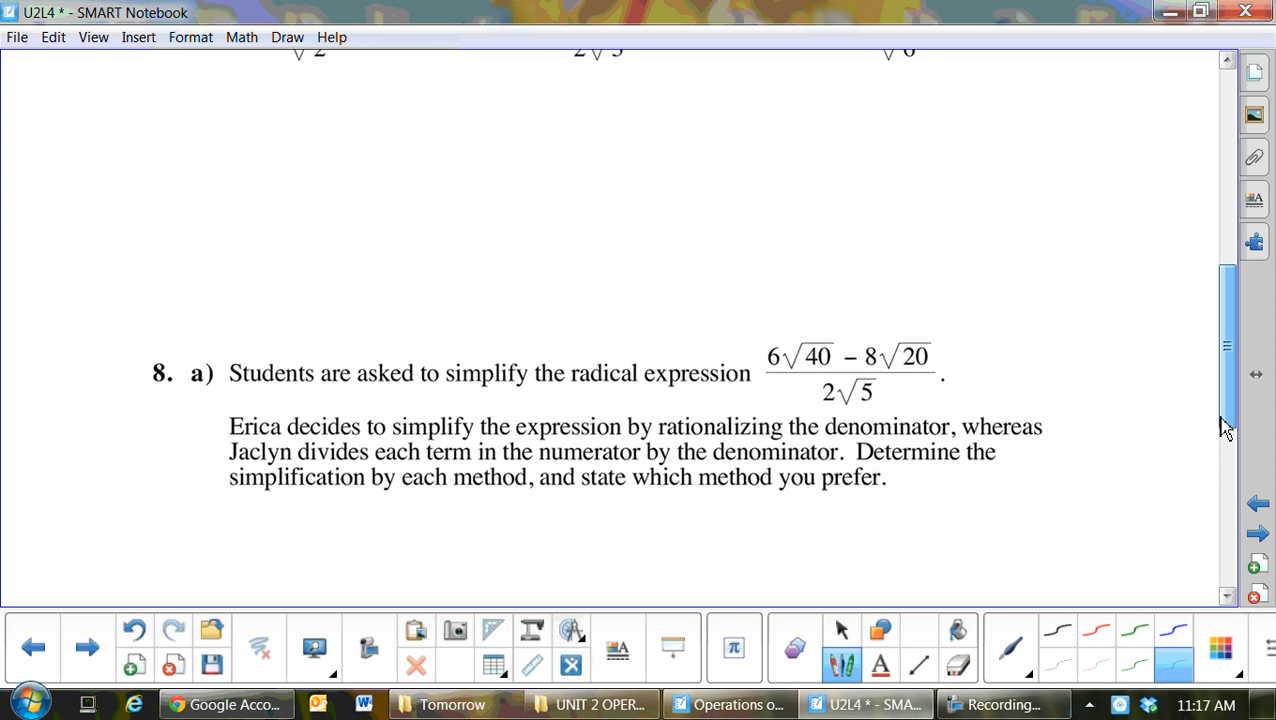 U2L4 * - SMART Notebook
File Edit View Insert Format Math Draw Help
8. a) Students are asked to simplify the radical expression (6√40 – 8√20)/(2√5).
Erica decides to simplify the expression by rationalizing the denominator, whereas
Jaclyn divides each term in the numerator by the denominator. Determine the
simplification by each method, and state which method you prefer.
Google Acco...
Tomorrow
UNIT 2 OPER...
Operations o...
U2L4 * - SMA...
Recording...
11:17 AM